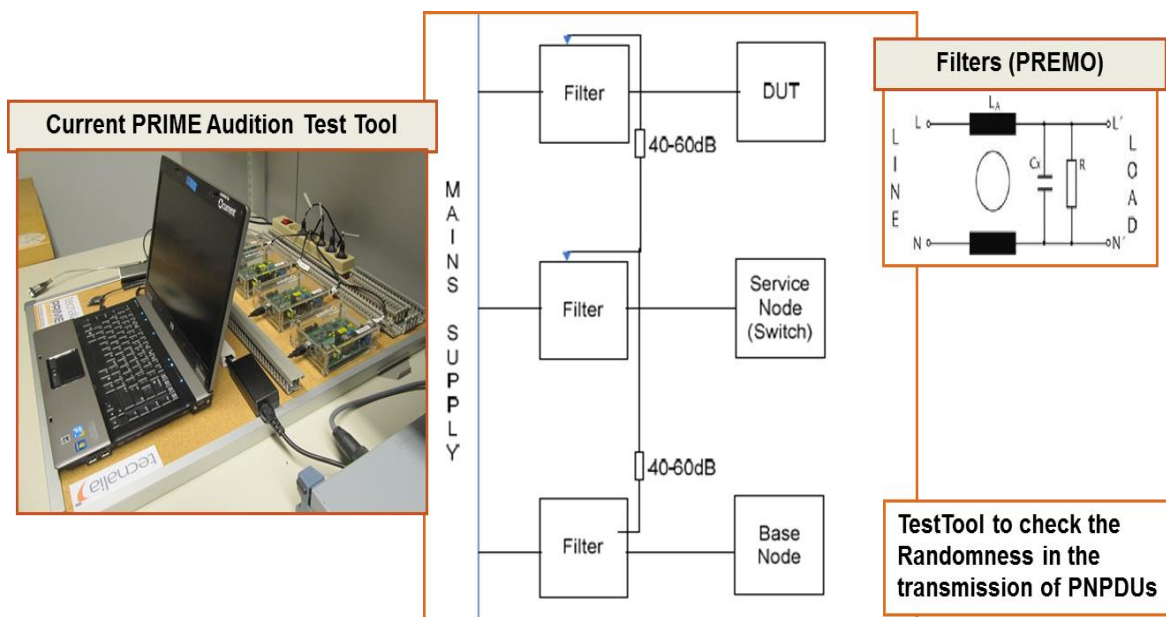 Current PRIME Audition Test Tool
Current
tecnalia
PRIME
tecnalia
MAINS SUPPLY
Filter
DUT
40-60dB
Filter
Service
Node
(Switch)
40-60dB
Filter
Base
Node
Filters (PREMO)
L
LA
L'
LINE
CX
R
LOAD
N
N'
TestTool to check the
Randomness in the
transmission of PNPDUs